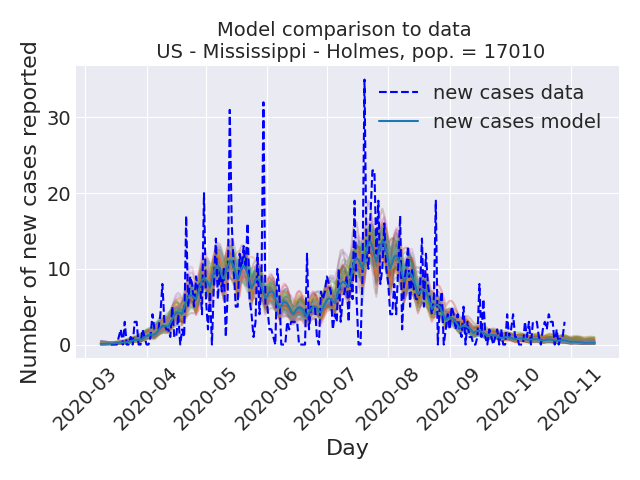 Model comparison to data
US - Mississippi - Holmes, pop. = 17010
Number of new cases reported
30
20
10
0
new cases data
new cases model
2020-03
2020-04
2020-05
2020-06
2020-07
2020-08
2020-09
2020-10
2020-11
Day